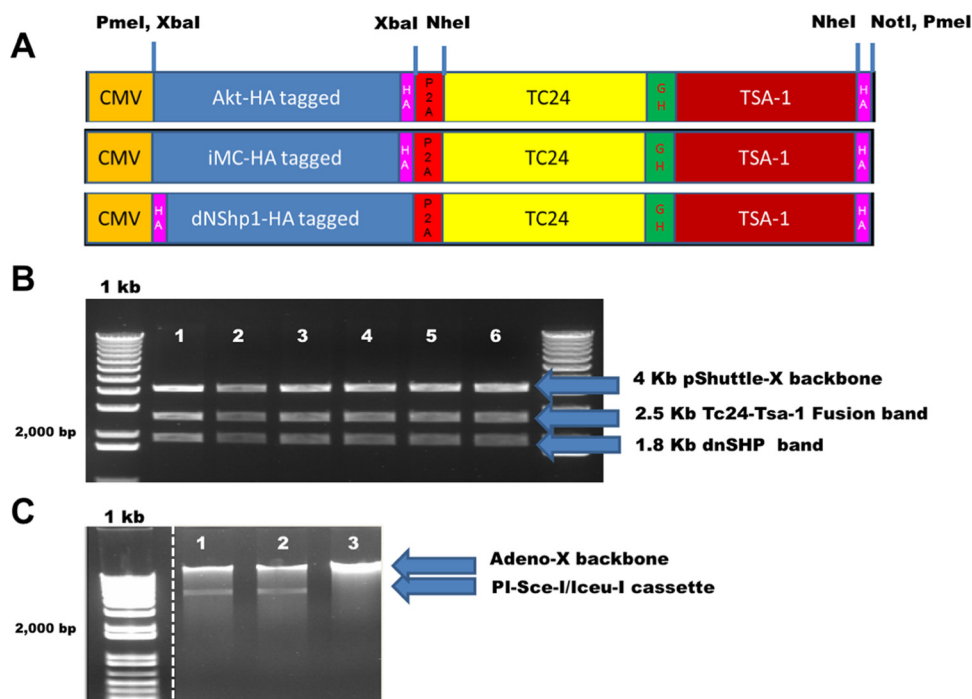 A
PmeI, XbaI XbaI NheI NheI NotI, PmeI
CMV Akt-HA tagged HA P2A TC24 GH TSA-1 HA
CMV iMC-HA tagged HA P2A TC24 GH TSA-1 HA
CMV HA dNShp1-HA tagged P2A TC24 GH TSA-1 HA
B
1 kb
1 2 3 4 5 6
4 Kb pShuttle-X backbone
2.5 Kb Tc24-Tsa-1 Fusion band
2,000 bp
1.8 Kb dnSHP band
C
1 kb
1 2 3
Adeno-X backbone
PI-Sce-I/Iceu-I cassette
2,000 bp